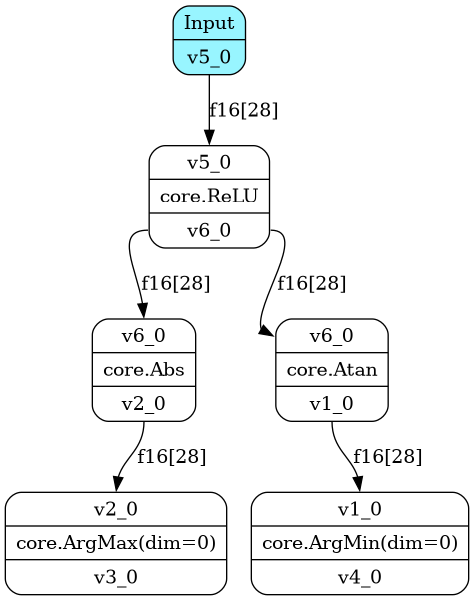 Input
v5_0
f16[28]
v5_0
core.ReLU
v6_0
f16[28]
f16[28]
v6_0
core.Abs
v2_0
v6_0
core.Atan
v1_0
f16[28]
f16[28]
v2_0
core.ArgMax(dim=0)
v3_0
v1_0
core.ArgMin(dim=0)
v4_0